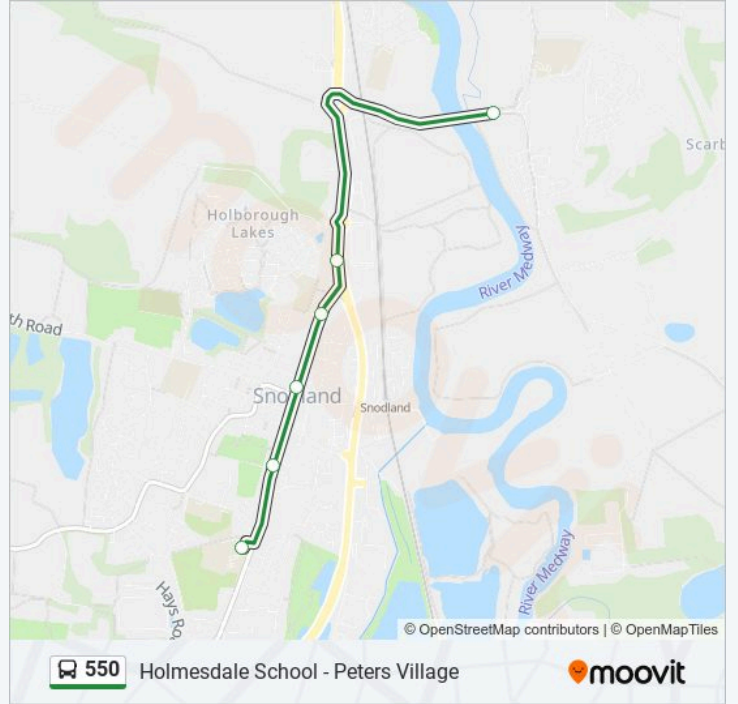 Scarb
Holborough
Lakes
River Medway
th Road
Snodland
Snodland
River Medway
Hays Ro
© OpenStreetMap contributors | © OpenMapTiles
550 Holmesdale School - Peters Village
moovit